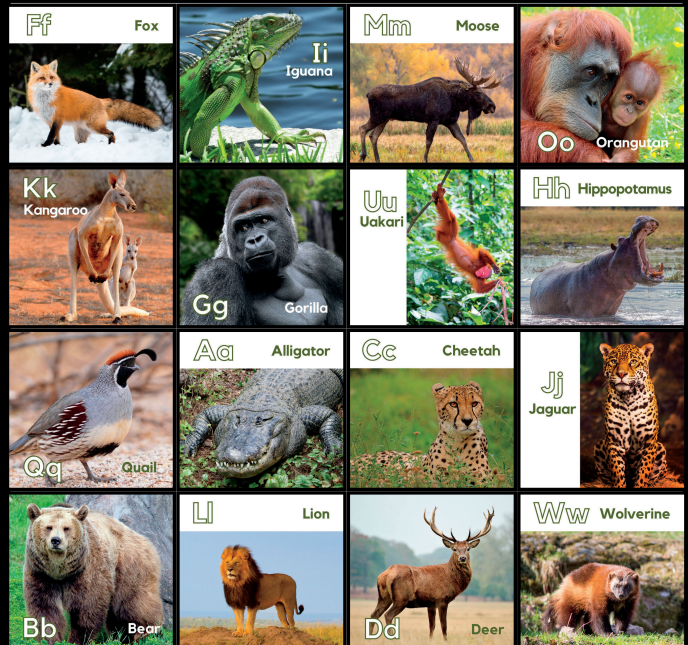 Ff Fox
Ii
Iguana
Mm Moose
Oo Orangutan
Kk
Kangaroo
Gg Gorilla
Uu
Uakari
Hh Hippopotamus
Qq Quail
Aa Alligator
Cc Cheetah
Jj
Jaguar
Bb Bear
Ll Lion
Dd Deer
Ww Wolverine